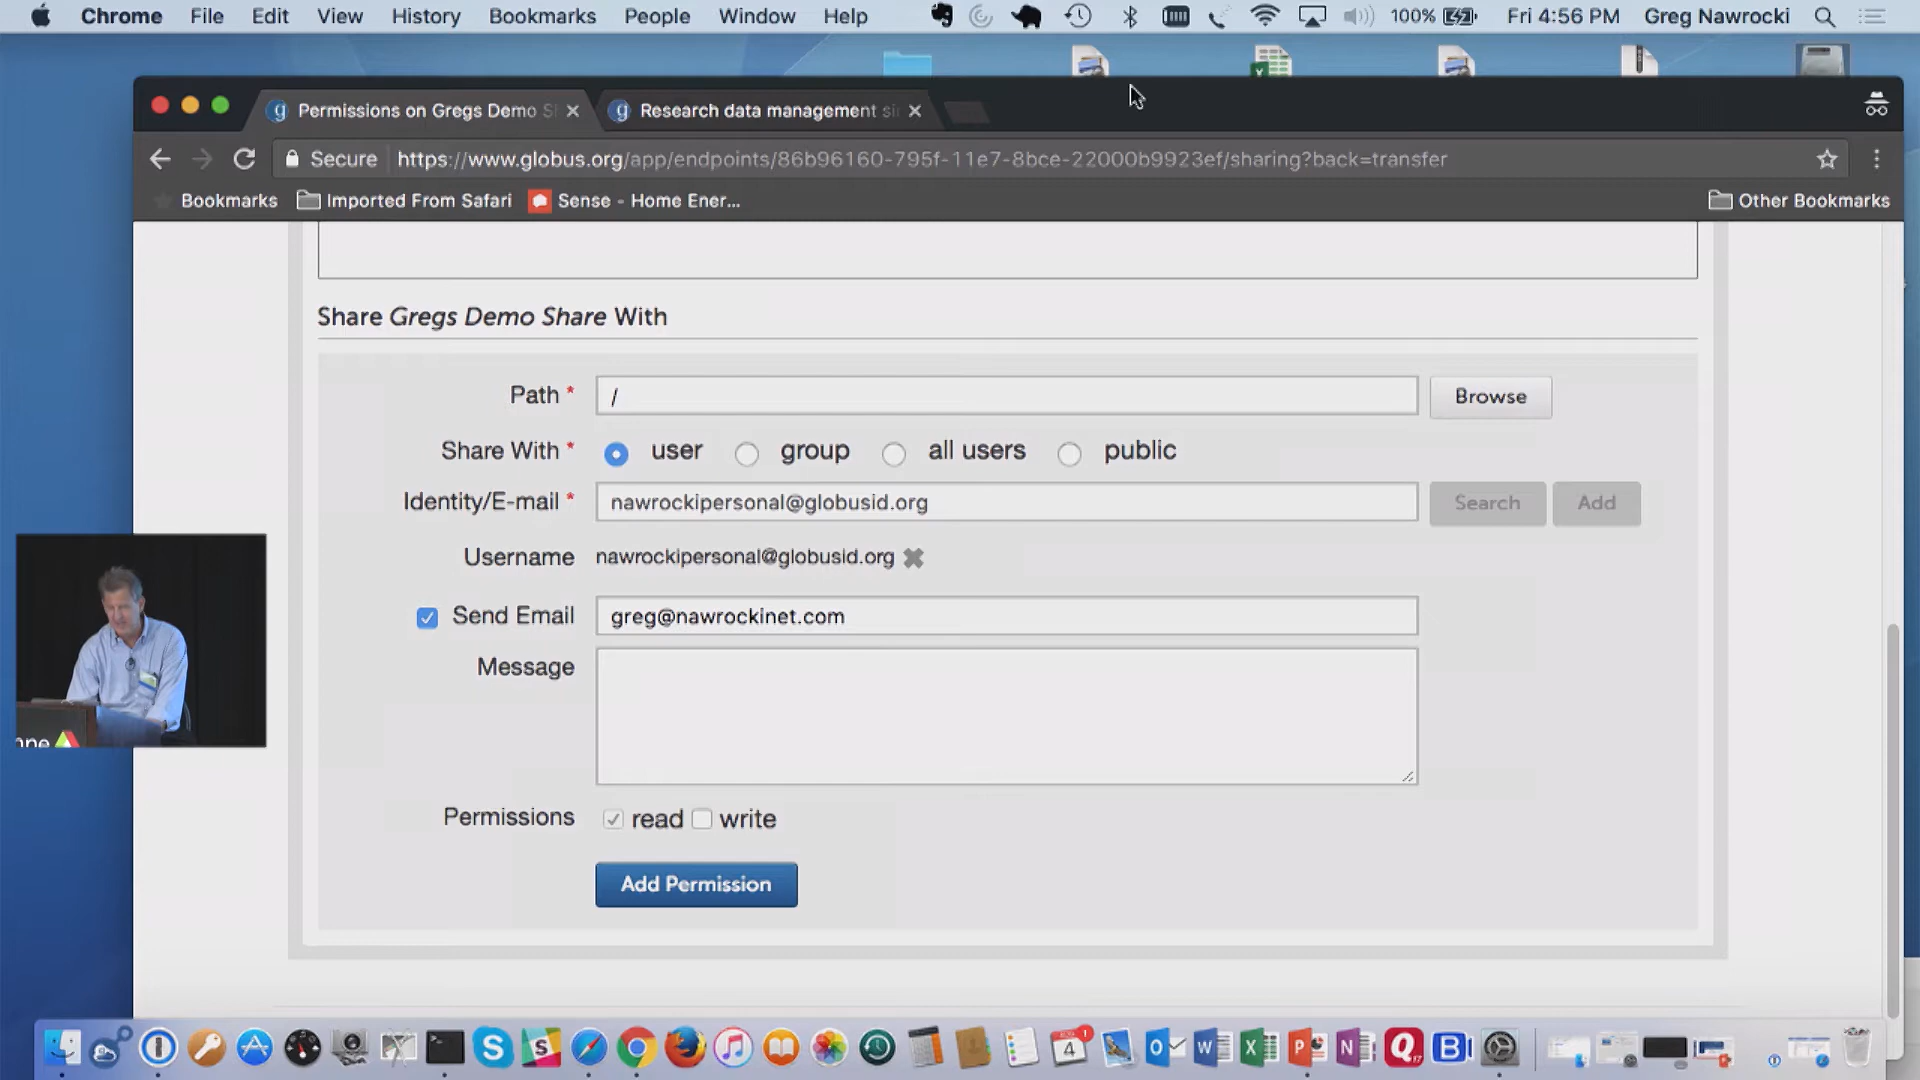 Chrome File Edit View History Bookmarks People Window Help 100% Fri 4:56 PM Greg Nawrocki
Permissions on Gregs Demo S
Research data management si
Secure https://www.globus.org/app/endpoints/86b96160-795f-11e7-8bce-22000b9923ef/sharing?back=transfer
Bookmarks Imported From Safari Sense - Home Ener... Other Bookmarks
Share Gregs Demo Share With
Path * / Browse
Share With * user group all users public
Identity/E-mail * nawrockipersonal@globusid.org Search Add
Username nawrockipersonal@globusid.org
Send Email greg@nawrockinet.com
Message
Permissions read write
Add Permission